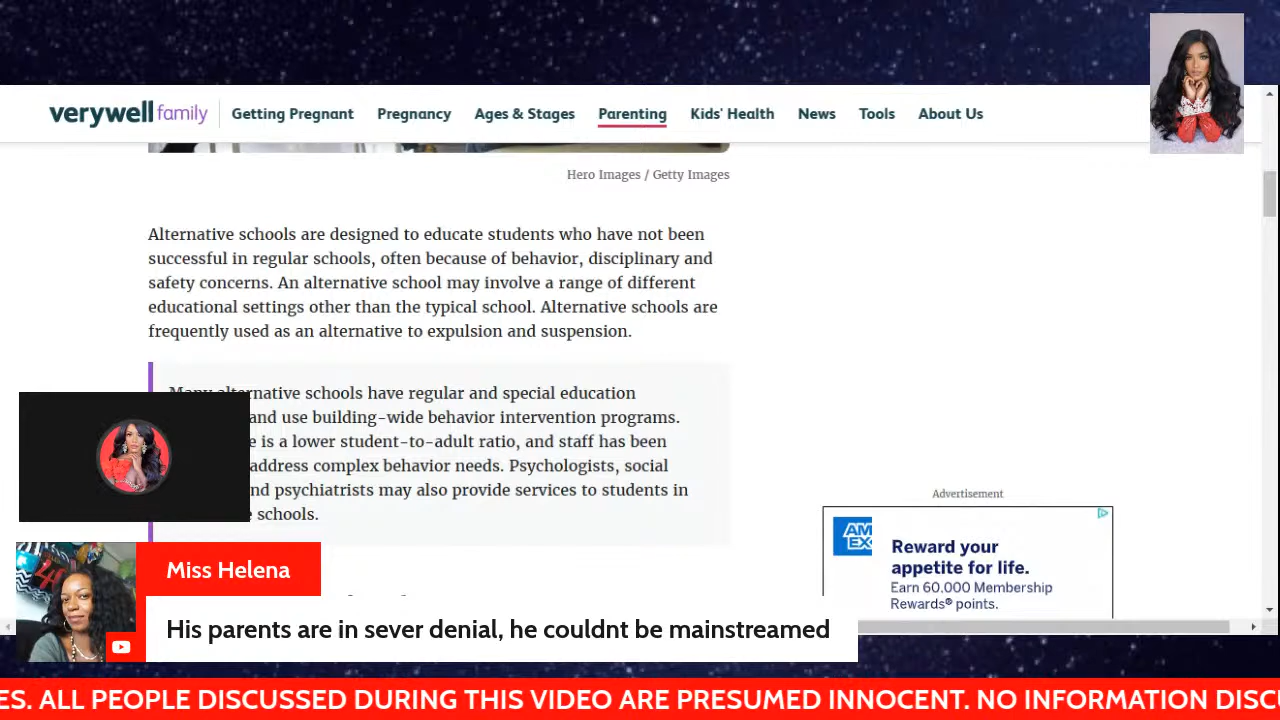 verywell family
Getting Pregnant Pregnancy Ages & Stages Parenting Kids' Health News Tools About Us
Hero Images / Getty Images
Alternative schools are designed to educate students who have not been
successful in regular schools, often because of behavior, disciplinary and
safety concerns. An alternative school may involve a range of different
educational settings other than the typical school. Alternative schools are
frequently used as an alternative to expulsion and suspension.
Many alternative schools have regular and special education
and use building-wide behavior intervention programs.
is a lower student-to-adult ratio, and staff has been
address complex behavior needs. Psychologists, social
psychiatrists may also provide services to students in
schools.
Advertisement
AM
EX
Reward your
appetite for life.
Earn 60,000 Membership
Rewards® points.
Miss Helena
His parents are in sever denial, he couldnt be mainstreamed
ES. ALL PEOPLE DISCUSSED DURING THIS VIDEO ARE PRESUMED INNOCENT. NO INFORMATION DISC